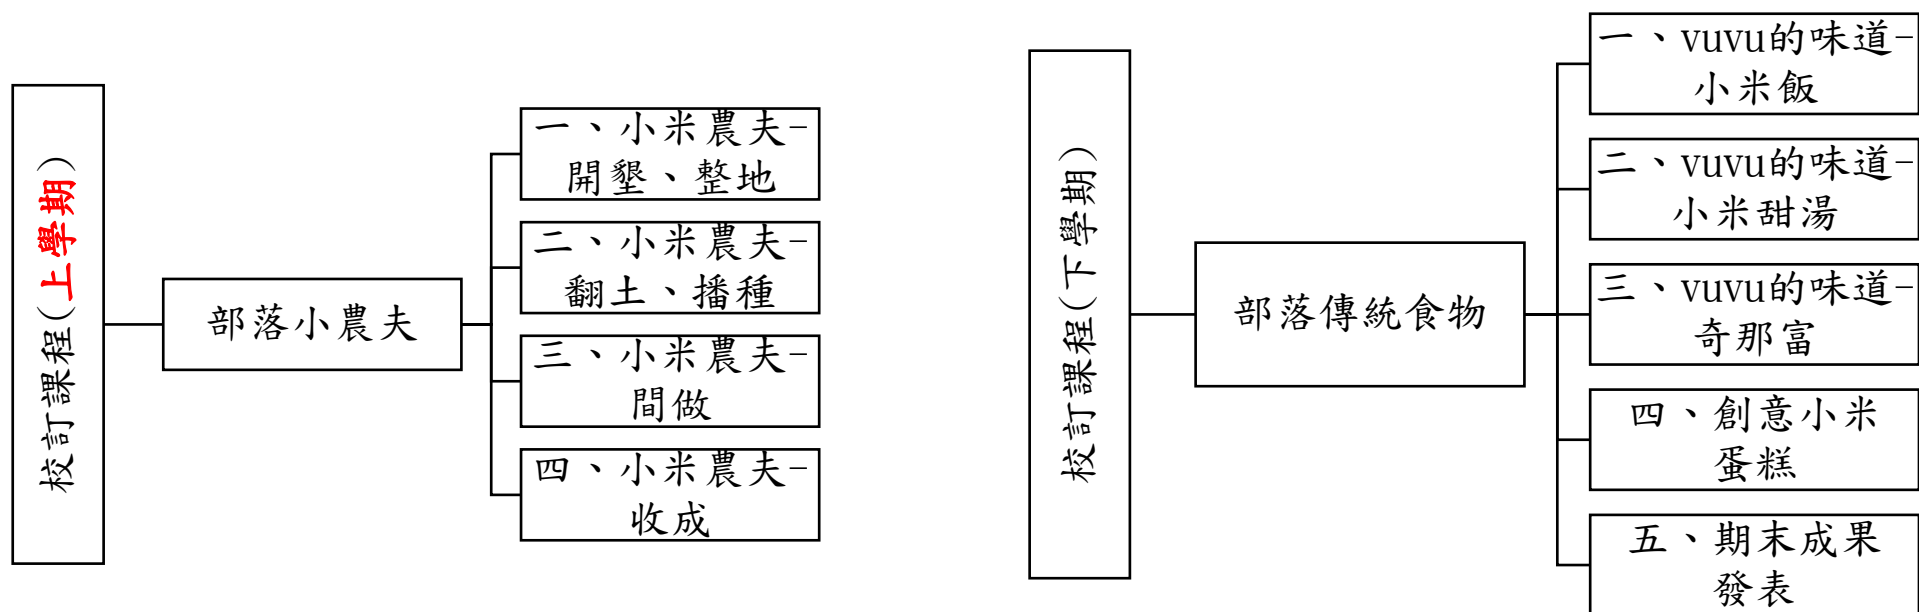 校訂課程(上學期)
部落小農夫
一、小米農夫-
開墾、整地
二、小米農夫-
翻土、播種
三、小米農夫-
間做
四、小米農夫-
收成
校訂課程(下學期)
部落傳統食物
一、vuvu的味道-
小米飯
二、vuvu的味道-
小米甜湯
三、vuvu的味道-
奇那富
四、創意小米
蛋糕
五、期末成果
發表